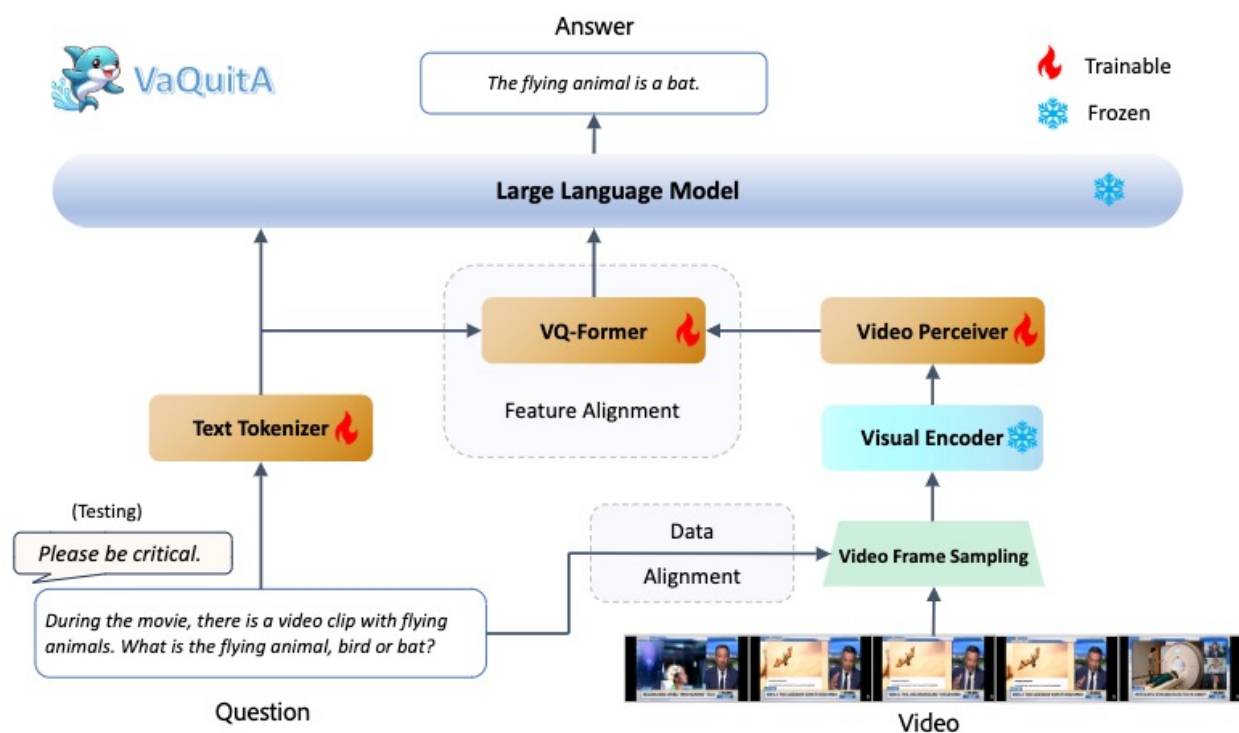 Answer
VaQuitA
The flying animal is a bat.
Trainable
Frozen
Large Language Model
VQ-Former
Video Perceiver
Feature Alignment
Text Tokenizer
Visual Encoder
(Testing)
Please be critical.
Data
Alignment
Video Frame Sampling
During the movie, there is a video clip with flying
animals. What is the flying animal, bird or bat?
Question
Video